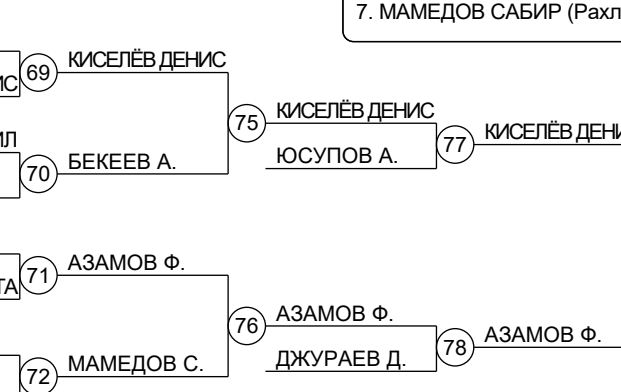 7. МАМЕДОВ САБИР
69 КИСЕЛЁВ ДЕНИС
75 КИСЕЛЁВ ДЕНИС
77
ЮСУПОВ А.
70 БЕКЕЕВ А.
71 АЗАМОВ Ф.
76 АЗАМОВ Ф.
78 АЗАМОВ Ф.
ДЖУРАЕВ Д.
72 МАМЕДОВ С.